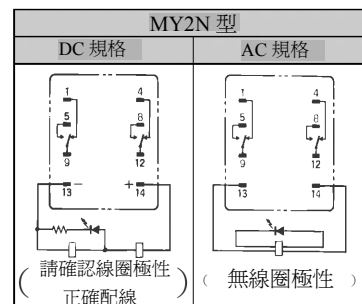 MY2N 型
DC 規格
AC 規格
1 4
5 8
9 12
13 − + 14
(請確認線圈極性
正確配線)
1 4
5 8
9 12
13 14
(無線圈極性)